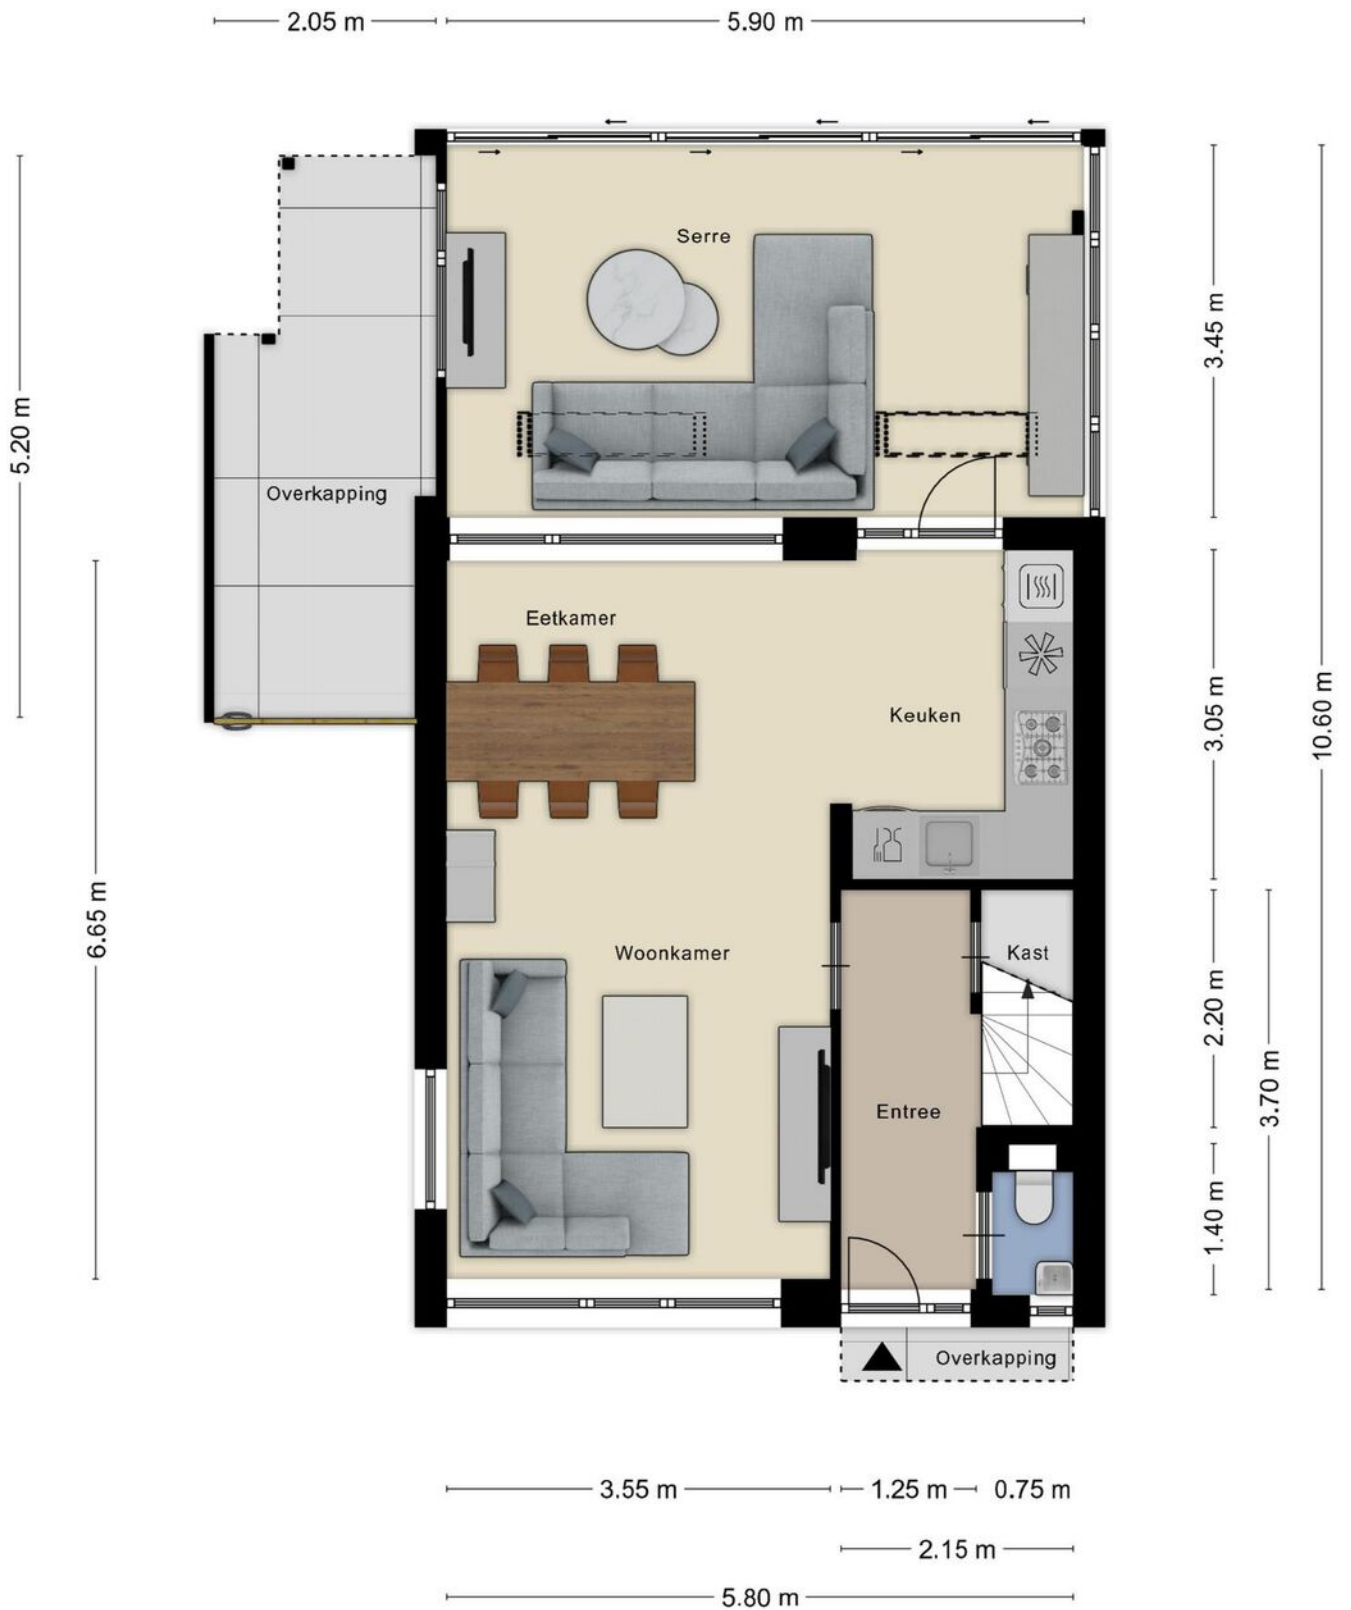 2.05 m
5.90 m
Serre
3.45 m
5.20 m
Overkapping
Eetkamer
Keuken
3.05 m
10.60 m
6.65 m
Woonkamer
Kast
2.20 m
3.70 m
Entree
1.40 m
Overkapping
3.55 m
1.25 m
0.75 m
2.15 m
5.80 m